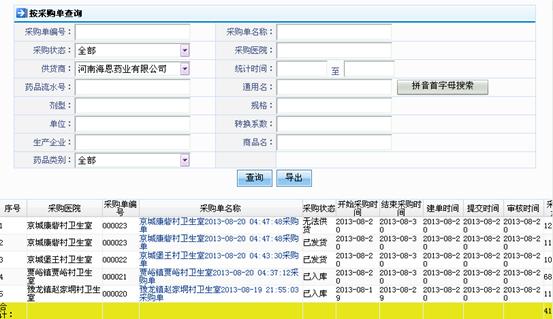 按采购单查询
采购单编号： 采购单名称：
采购状态： 全部 采购医院：
供货商： 河南海恩药业有限公司 统计时间： 至
药品流水号： 通用名： 拼音首字母搜索
剂型： 规格：
单位： 转换系数：
生产企业： 商品名：
药品类别： 全部
查询 导出
序号 采购医院 采购单编号 采购单名称 采购状态 开始采购时间 结束采购时间 建单时间 提交时间 审核时间 采
1 京城廉砦村卫生室 000023 京城廉砦村卫生室2013-08-20 04:47:48采购单 无法供货 2013-08-20 2013-08-30 2013-08-20 2013-08-20 2013-08-20 12
2 京城廉砦村卫生室 000023 京城廉砦村卫生室2013-08-20 04:47:48采购单 已发货 2013-08-20 2013-08-30 2013-08-20 2013-08-20 2013-08-20 11
3 京城堡王村卫生室 000022 京城堡王村卫生室2013-08-20 04:43:30采购单 已发货 2013-08-20 2013-08-30 2013-08-20 2013-08-20 2013-08-20 10
4 贾峪镇贾峪村卫生室 000021 贾峪镇贾峪村卫生室2013-08-20 04:37:12采购单 已入库 2013-08-20 2013-08-30 2013-08-20 2013-08-20 2013-08-20 68
5 镇赵家垌村卫生室 000020 镇赵家垌村卫生室2013-08-19 21:55:03采购单 已入库 2013-08-19 2013-08-29 2013-08-20 2013-08-20 2013-08-20 11
合计： 41